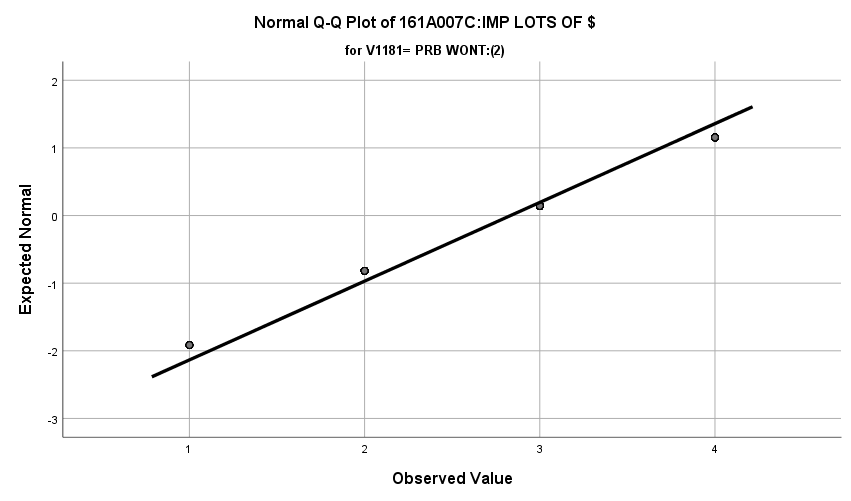 Normal Q-Q Plot of 161A007C:IMP LOTS OF $
for V1181= PRB WONT:(2)
2
1
0
-1
-2
-3
Expected Normal
1 2 3 4
Observed Value